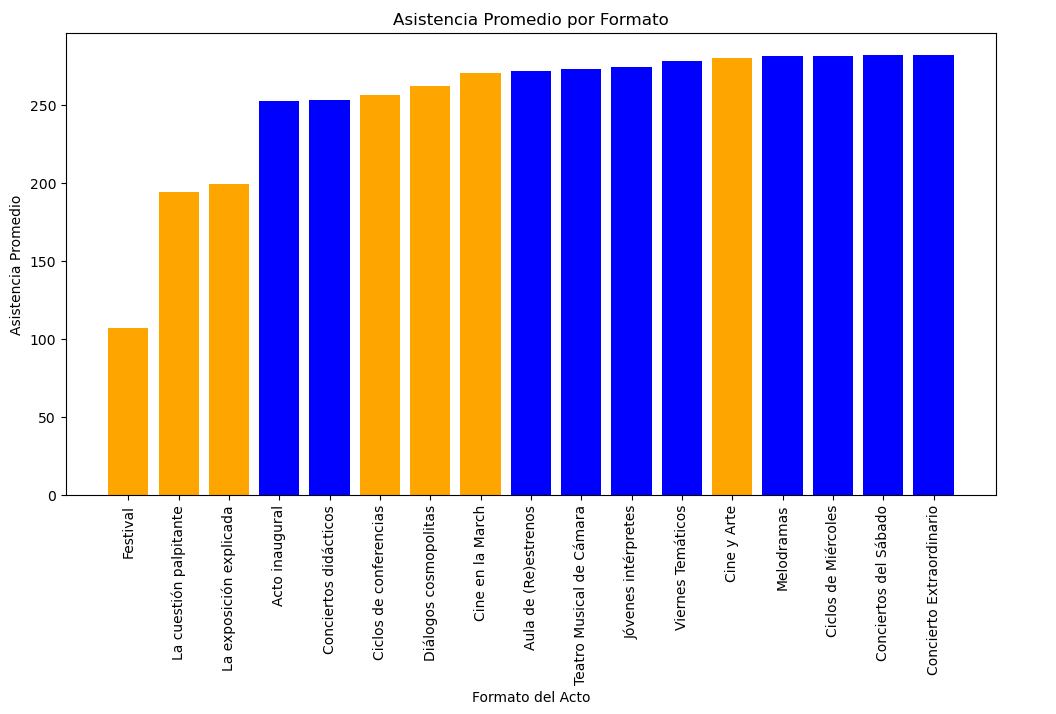 Asistencia Promedio por Formato
Asistencia Promedio
250
200
150
100
50
0
Festival
La cuestión palpitante
La exposición explicada
Acto inaugural
Conciertos didácticos
Ciclos de conferencias
Diálogos cosmopolitas
Cine en la March
Aula de (Re)estrenos
Teatro Musical de Cámara
Jóvenes intérpretes
Viernes Temáticos
Cine y Arte
Melodramas
Ciclos de Miércoles
Conciertos del Sábado
Concierto Extraordinario
Formato del Acto